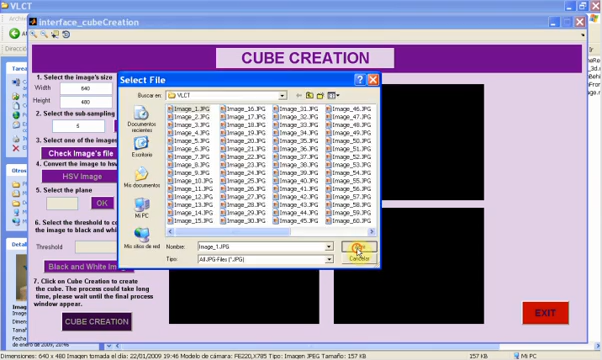 VLCT
interface_cubeCreation
CUBE CREATION
1. Select the image's size
Width 640
Height 480
2. Select the sub-sampling
5
3. Select one of the images
Check Image's file
4. Convert the image to hsv
HSV Image
5. Select the plane
OK
6. Select the threshold to co
the image to black and white
Threshold
Black and White Image
7. Click on Cube Creation to create
the cube. The process could take long
time, please wait until the final process
window appear.
CUBE CREATION
EXIT
Select File
Buscar en: VLCT
Documentos
recientes
Escritorio
Mis documentos
Mi PC
Mis sitios de red
Image_1.JPG Image_16.JPG Image_31.JPG Image_46.JPG
Image_2.JPG Image_17.JPG Image_32.JPG Image_47.JPG
Image_3.JPG Image_18.JPG Image_33.JPG Image_48.JPG
Image_4.JPG Image_19.JPG Image_34.JPG Image_49.JPG
Image_5.JPG Image_20.JPG Image_35.JPG Image_50.JPG
Image_6.JPG Image_21.JPG Image_36.JPG Image_51.JPG
Image_7.JPG Image_22.JPG Image_37.JPG Image_52.JPG
Image_8.JPG Image_23.JPG Image_38.JPG Image_53.JPG
Image_9.JPG Image_24.JPG Image_39.JPG Image_54.JPG
Image_10.JPG Image_25.JPG Image_40.JPG Image_55.JPG
Image_11.JPG Image_26.JPG Image_41.JPG Image_56.JPG
Image_12.JPG Image_27.JPG Image_42.JPG Image_57.JPG
Image_13.JPG Image_28.JPG Image_43.JPG Image_58.JPG
Image_14.JPG Image_29.JPG Image_44.JPG Image_59.JPG
Image_15.JPG Image_30.JPG Image_45.JPG Image_60.JPG
Nombre: Image_1.JPG
Tipo: All JPG-Files (*.JPG)
Cancelar
Dimensiones: 640 x 480 Imagen tomada el día: 22/01/2009 19:46 Modelo de cámara: FE220,X785 Tipo: Imagen JPEG Tamaño: 157 KB
157 KB
Mi PC